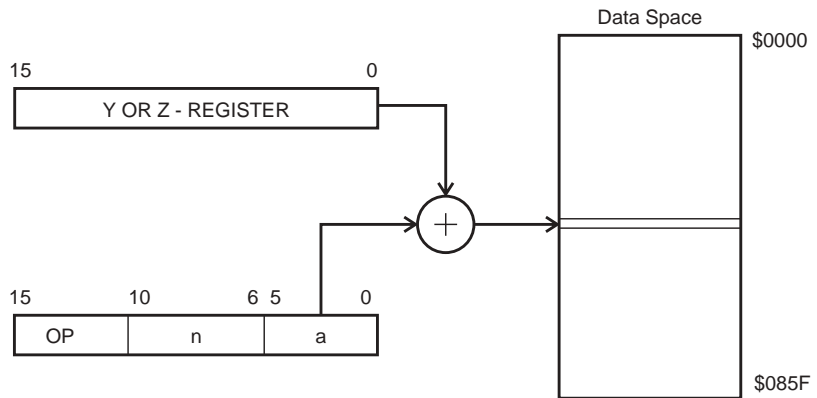 Data Space
$0000
15 0
Y OR Z - REGISTER
+
15 10 6 5 0
OP n a
$085F